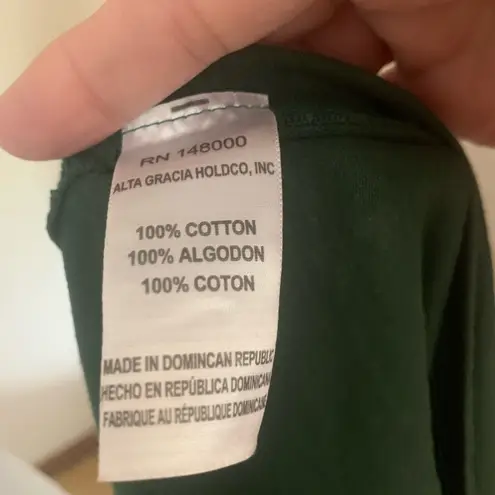 RN 148000
ALTA GRACIA HOLDCO, INC
100% COTTON
100% ALGODON
100% COTON
MADE IN DOMINCAN REPUBLIC
HECHO EN REPÚBLICA DOMINICANA
FABRIQUE AU RÉPUBLIQUE DOMINICANE